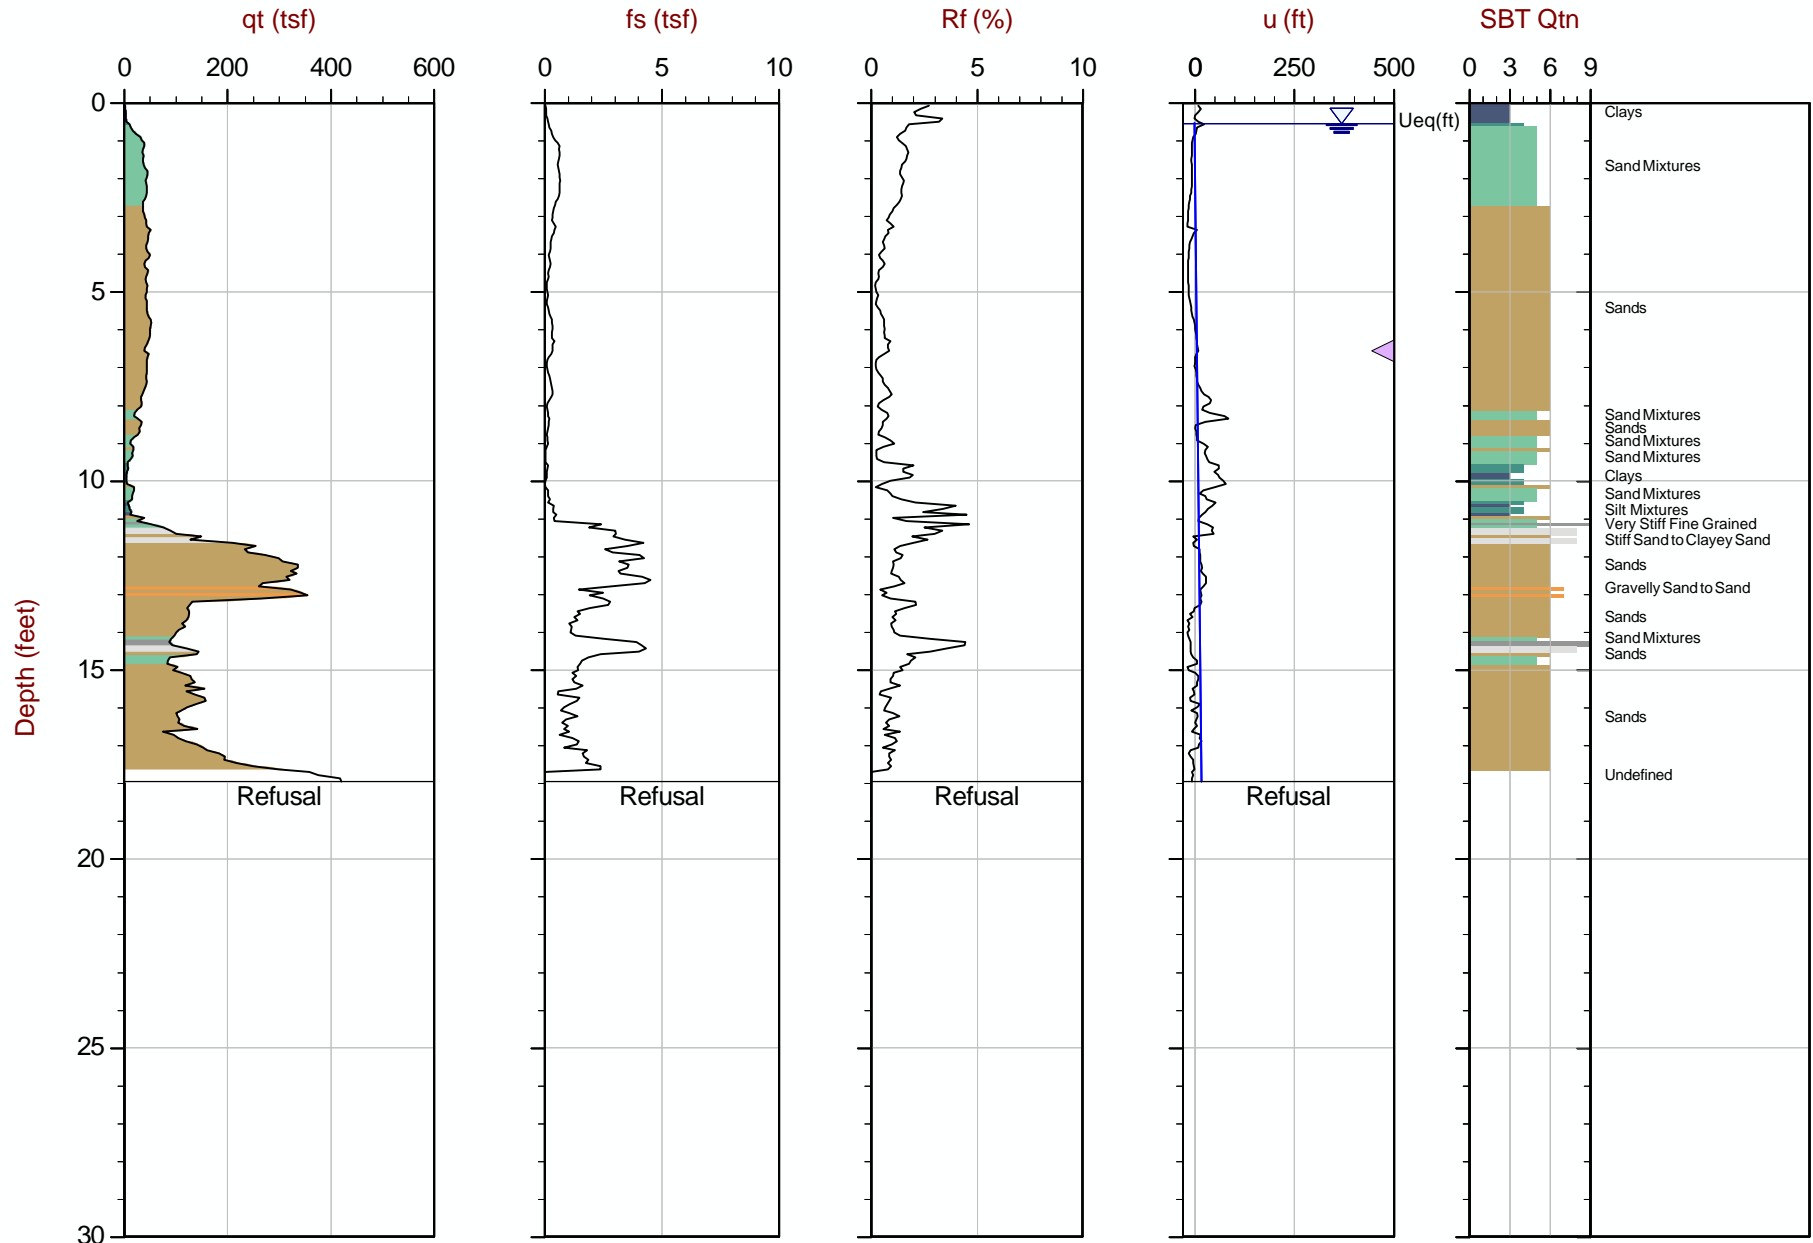 qt (tsf) fs (tsf) Rf (%) u (ft) SBT Qtn
0 200 400 600 0 5 10 0 5 10 0 250 500 0 3 6 9
0
Clays
Ueq(ft)
Sand Mixtures
5
Sands
Sand Mixtures
Sands
Sand Mixtures
Sand Mixtures
10
Clays
Sand Mixtures
Silt Mixtures
Very Stiff Fine Grained
Stiff Sand to Clayey Sand
Sands
Gravelly Sand to Sand
Sands
Sand Mixtures
Sands
15
Depth (feet)
Sands
Undefined
Refusal Refusal Refusal Refusal
20
25
30